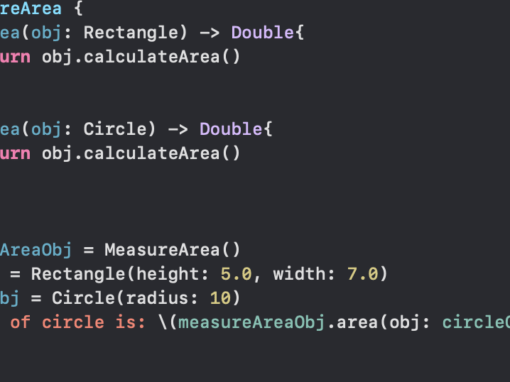 reArea {
ea(obj: Rectangle) -> Double{
urn obj.calculateArea()
ea(obj: Circle) -> Double{
urn obj.calculateArea()
AreaObj = MeasureArea()
= Rectangle(height: 5.0, width: 7.0)
bj = Circle(radius: 10)
of circle is: \(measureAreaObj.area(obj: circleO